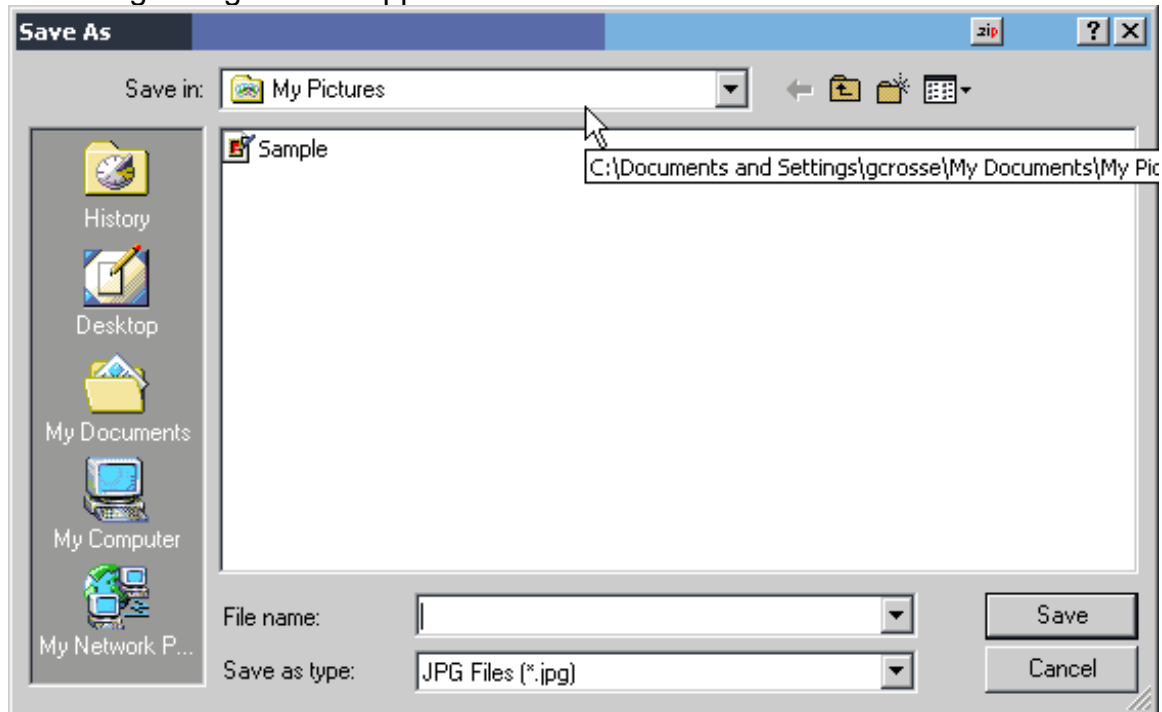 Save As
zip
?
Save in: My Pictures
Sample
C:\Documents and Settings\gcrosse\My Documents\My Pic
History
Desktop
My Documents
My Computer
My Network P...
File name:
Save
Save as type: JPG Files (*.jpg)
Cancel